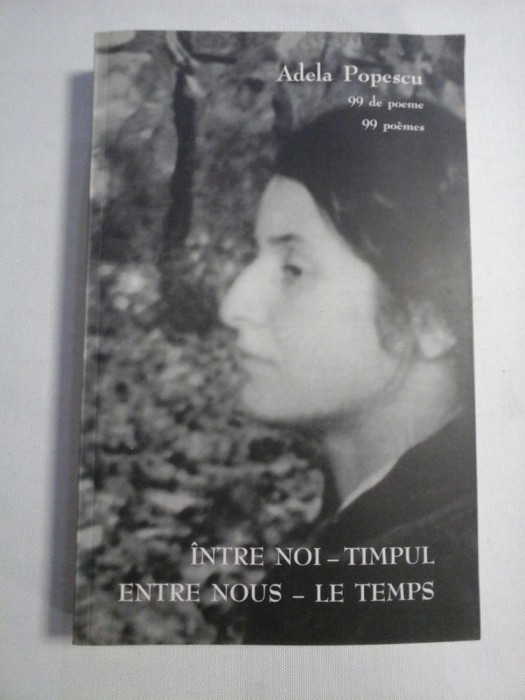 Adela Popescu
99 de poeme
99 poèmes
ÎNTRE NOI – TIMPUL
ENTRE NOUS – LE TEMPS